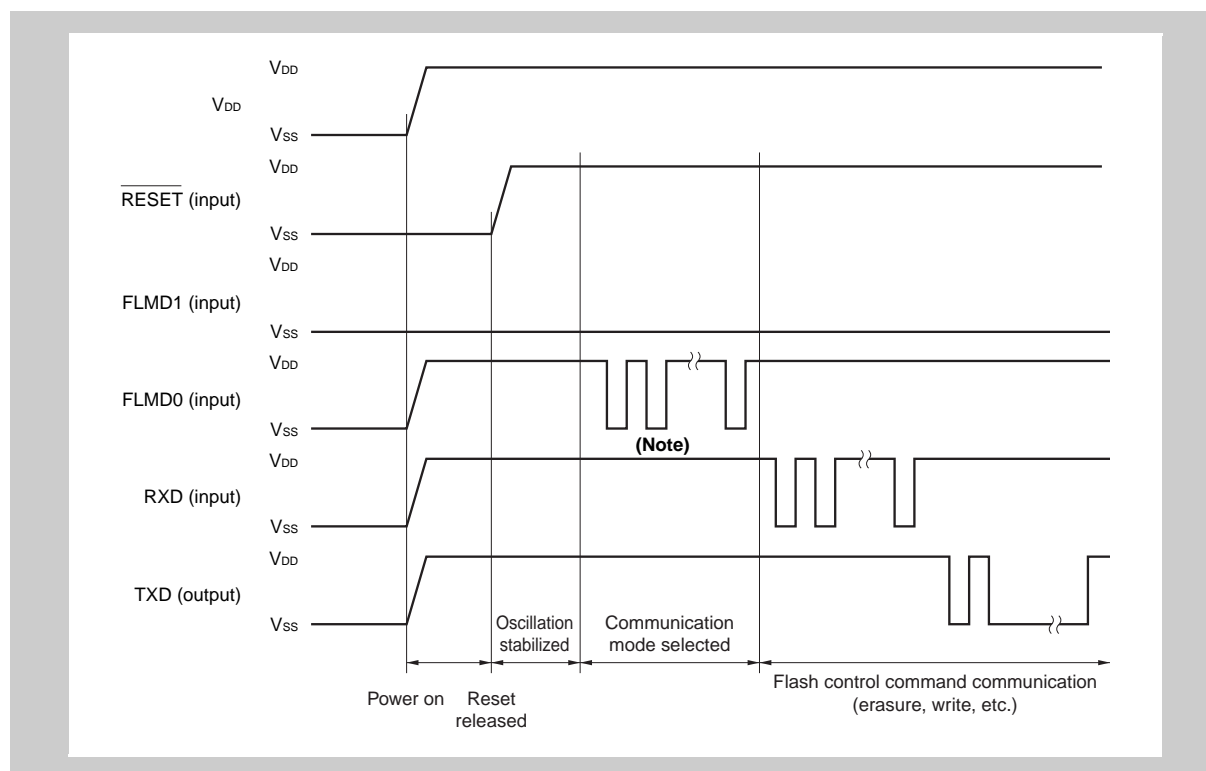 VDD
VDD
VSS
VDD
RESET (input)
VSS
VDD
FLMD1 (input)
VSS
VDD
FLMD0 (input)
VSS
(Note)
VDD
RXD (input)
VSS
VDD
TXD (output)
VSS
Oscillation
stabilized
Communication
mode selected
Power on
Reset
released
Flash control command communication
(erasure, write, etc.)